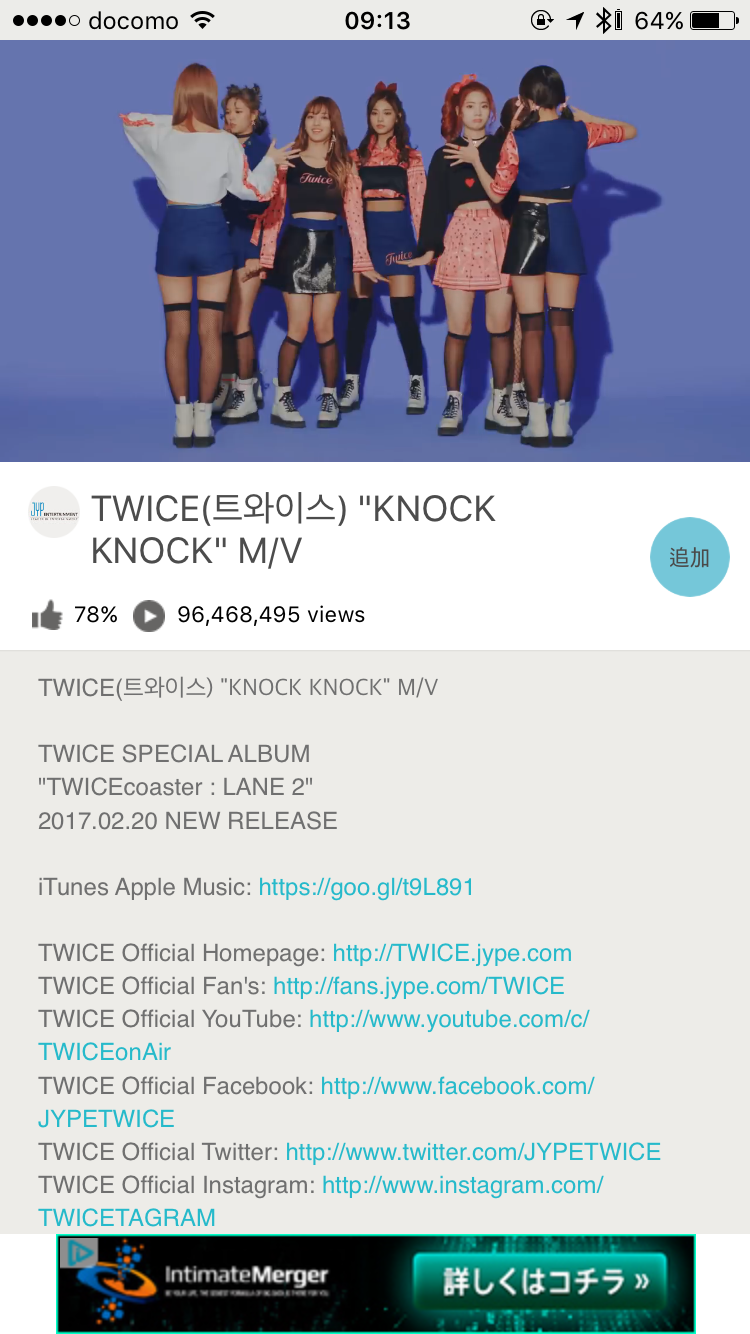 docomo 09:13 64%
Twice
Twice
JYP ENTERTAINMENT
TWICE(트와이스) "KNOCK
KNOCK" M/V
追加
78% 96,468,495 views
TWICE(트와이스) "KNOCK KNOCK" M/V
TWICE SPECIAL ALBUM
"TWICEcoaster : LANE 2"
2017.02.20 NEW RELEASE
iTunes Apple Music: https://goo.gl/t9L891
TWICE Official Homepage: http://TWICE.jype.com
TWICE Official Fan's: http://fans.jype.com/TWICE
TWICE Official YouTube: http://www.youtube.com/c/
TWICEonAir
TWICE Official Facebook: http://www.facebook.com/
JYPETWICE
TWICE Official Twitter: http://www.twitter.com/JYPETWICE
TWICE Official Instagram: http://www.instagram.com/
TWICETAGRAM
IntimateMerger
詳しくはコチラ »